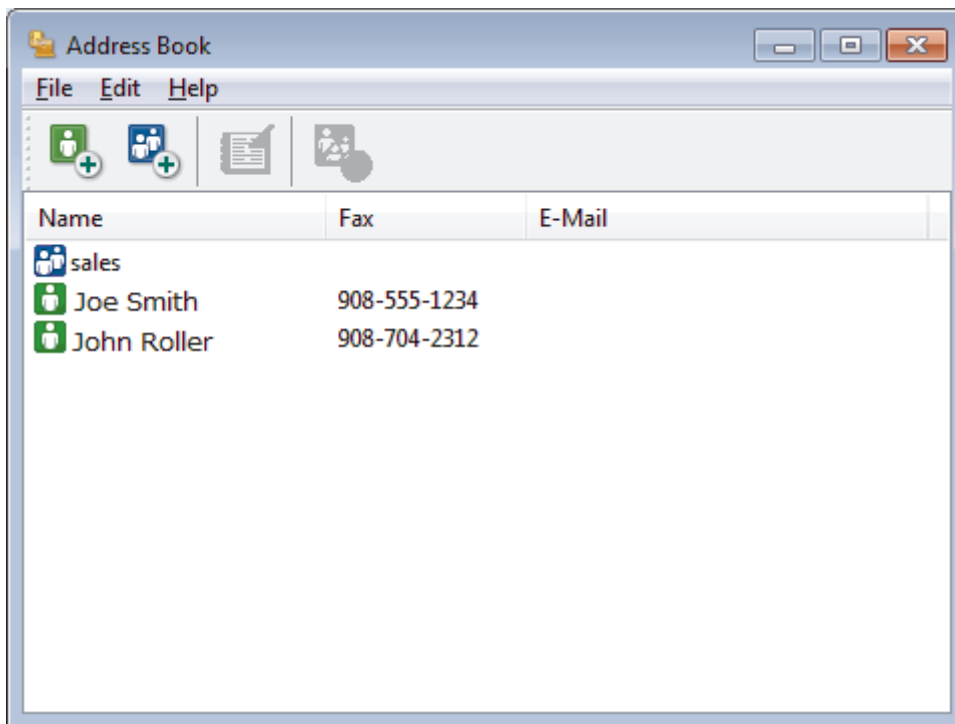 Address Book
File Edit Help
Name Fax E-Mail
sales
Joe Smith 908-555-1234
John Roller 908-704-2312